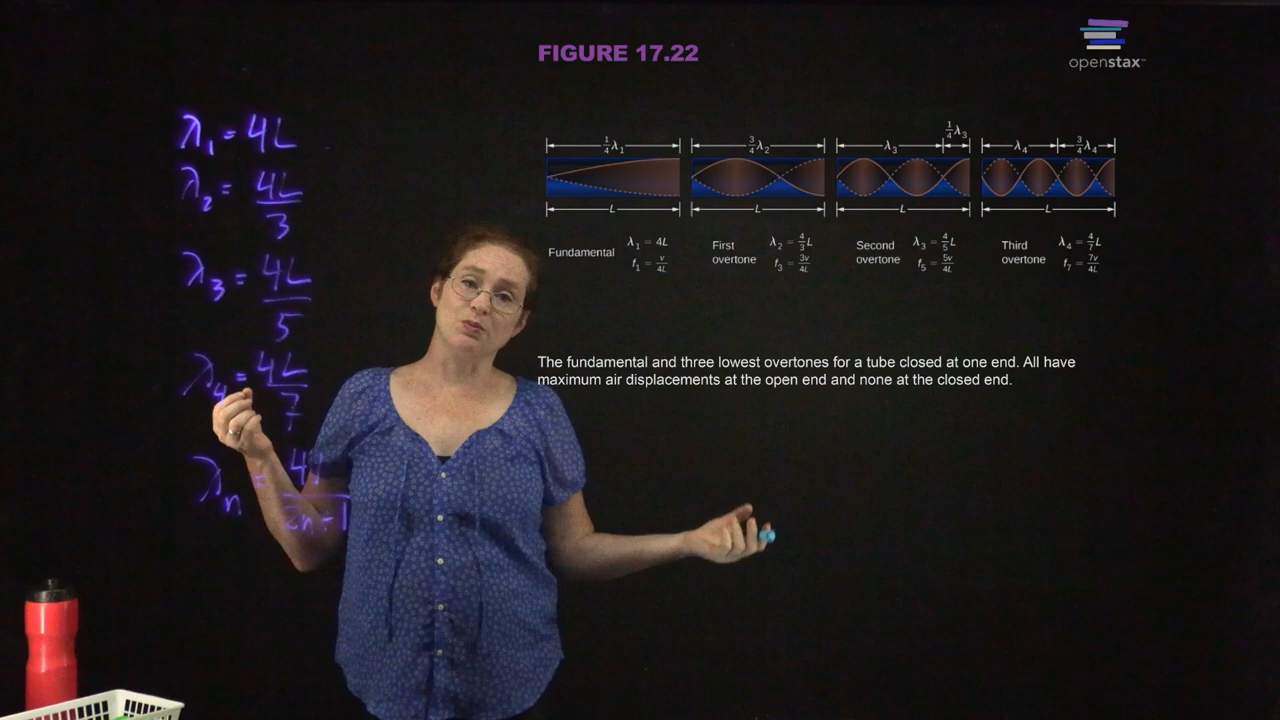 FIGURE 17.22
openstax™
λ₁ = 4L
λ₂ = 4L/3
λ₃ = 4L/5
λ₄ = 4L/7
λₙ =
1/4 λ₁
3/4 λ₂
λ₃ 1/4 λ₃
λ₄ 3/4 λ₄
L
L
L
L
Fundamental λ₁ = 4L
f₁ = v/4L
First overtone λ₂ = 4/3 L
f₃ = 3v/4L
Second overtone λ₃ = 4/5 L
f₅ = 5v/4L
Third overtone λ₄ = 4/7 L
f₇ = 7v/4L
The fundamental and three lowest overtones for a tube closed at one end. All have
maximum air displacements at the open end and none at the closed end.